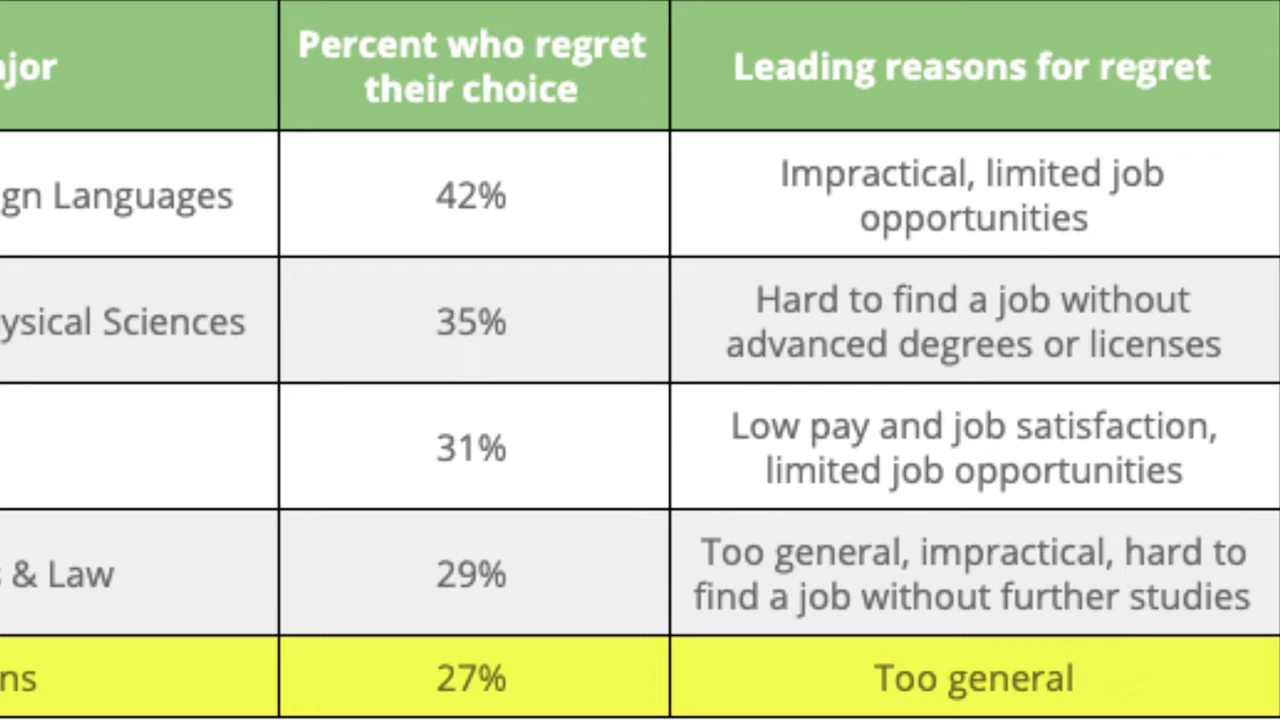 ajor
Percent who regret
their choice
Leading reasons for regret
ign Languages
42%
Impractical, limited job
opportunities
ysical Sciences
35%
Hard to find a job without
advanced degrees or licenses
31%
Low pay and job satisfaction,
limited job opportunities
s & Law
29%
Too general, impractical, hard to
find a job without further studies
ns
27%
Too general